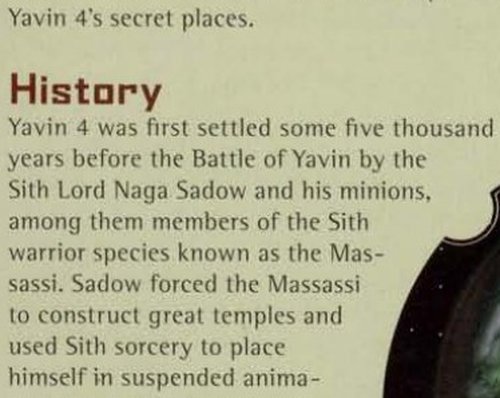 Yavin 4's secret places.
History
Yavin 4 was first settled some five thousand
years before the Battle of Yavin by the
Sith Lord Naga Sadow and his minions,
among them members of the Sith
warrior species known as the Mas-
sassi. Sadow forced the Massassi
to construct great temples and
used Sith sorcery to place
himself in suspended anima-